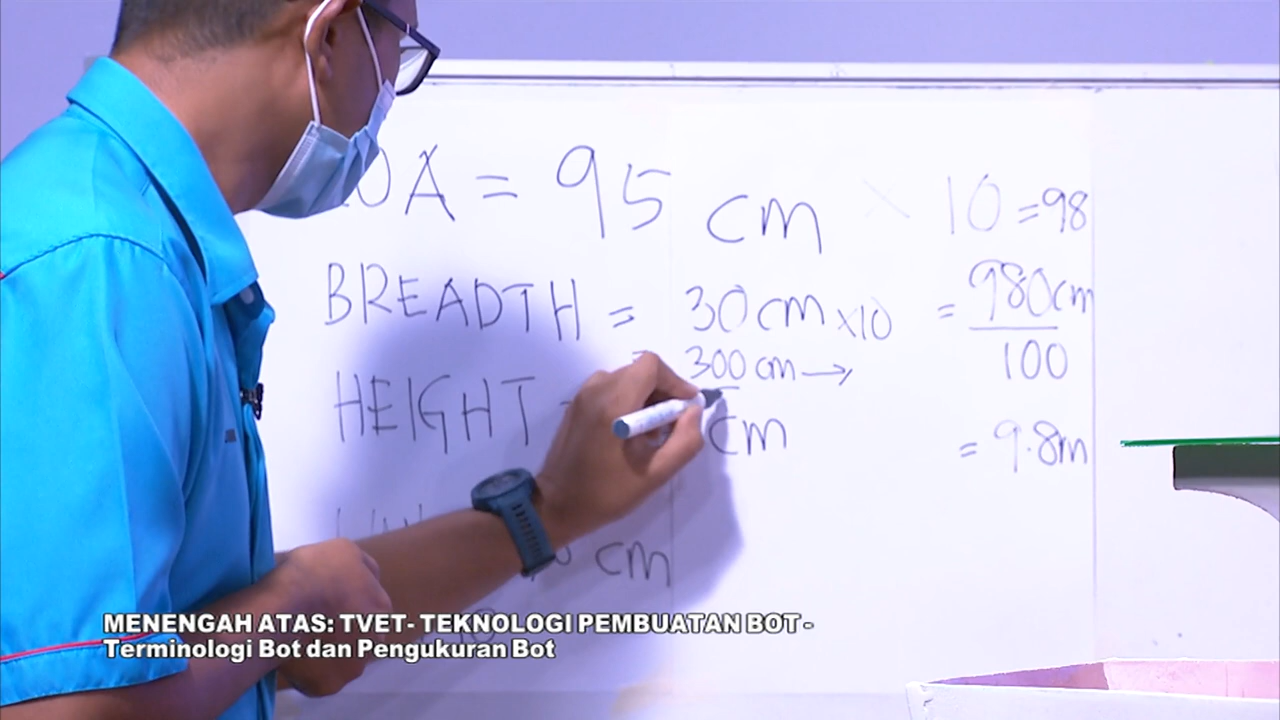 OA = 95 cm × 10 = 98
BREADTH = 30 cm x10 = 980cm
300 cm → 100
HEIGHT cm = 9.8m
cm
MENENGAH ATAS: TVET- TEKNOLOGI PEMBUATAN BOT -
Terminologi Bot dan Pengukuran Bot